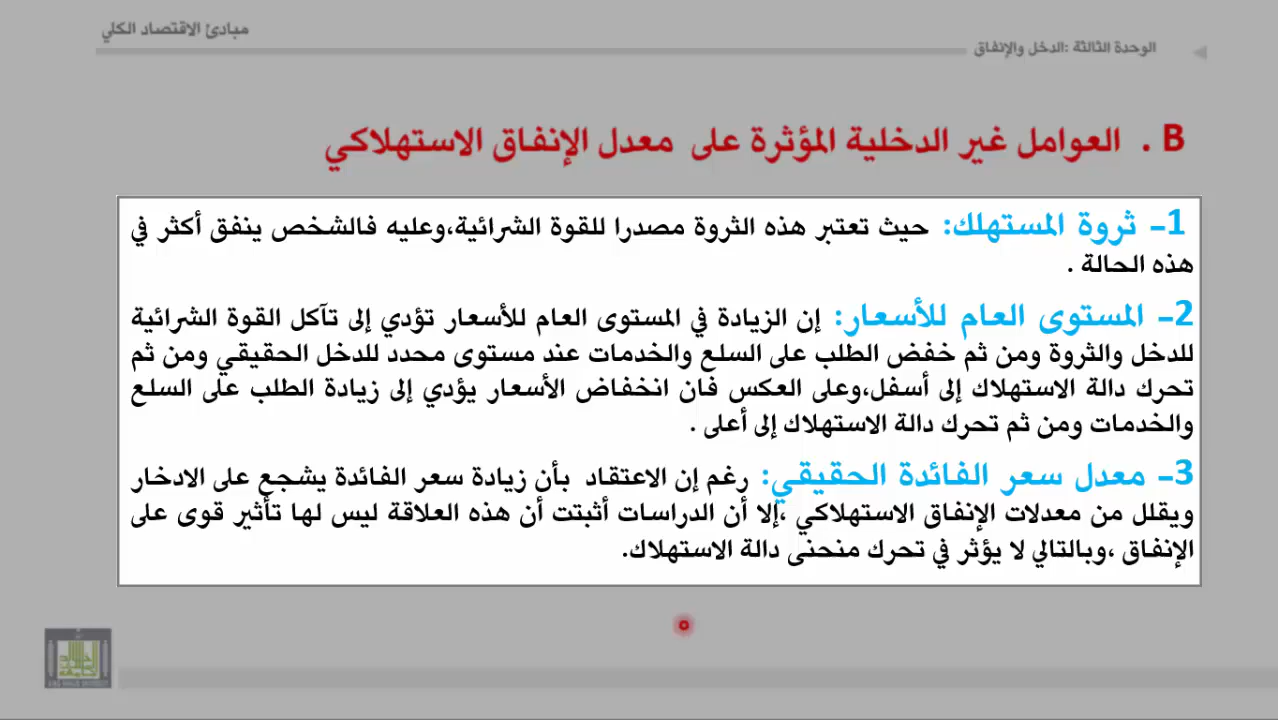 مبادئ الاقتصاد الكلي
الوحدة الثالثة :الدخل والإنفاق
B . العوامل غير الدخلية المؤثرة على معدل الإنفاق الاستهلاكي
1- ثروة المستهلك: حيث تعتبر هذه الثروة مصدرا للقوة الشرائية،وعليه فالشخص ينفق أكثر في
هذه الحالة .
2- المستوى العام للأسعار: إن الزيادة في المستوى العام للأسعار تؤدي إلى تآكل القوة الشرائية
للدخل والثروة ومن ثم خفض الطلب على السلع والخدمات عند مستوى محدد للدخل الحقيقي ومن ثم
تحرك دالة الاستهلاك إلى أسفل،وعلى العكس فان انخفاض الأسعار يؤدي إلى زيادة الطلب على السلع
والخدمات ومن ثم تحرك دالة الاستهلاك إلى أعلى .
3- معدل سعر الفائدة الحقيقي: رغم إن الاعتقاد بأن زيادة سعر الفائدة يشجع على الادخار
ويقلل من معدلات الإنفاق الاستهلاكي ،إلا أن الدراسات أثبتت أن هذه العلاقة ليس لها تأثير قوى على
الإنفاق ،وبالتالي لا يؤثر في تحرك منحنى دالة الاستهلاك.